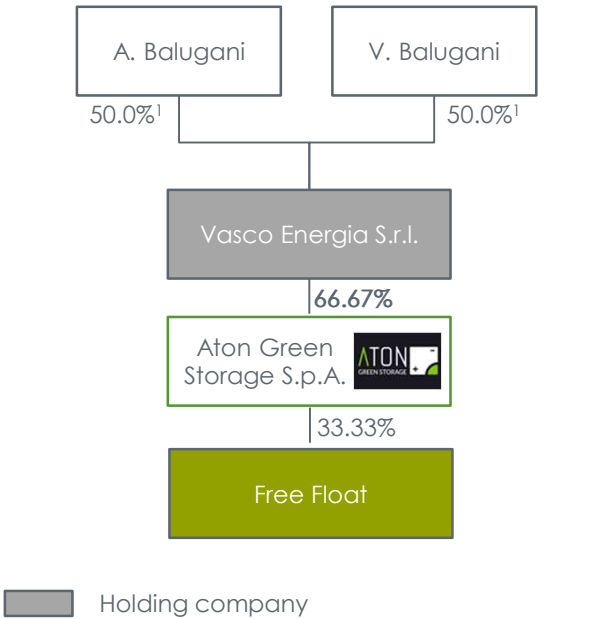 A. Balugani
V. Balugani
50.0%¹
50.0%¹
Vasco Energia S.r.l.
66.67%
Aton Green
Storage S.p.A.
ATON
GREEN STORAGE
33.33%
Free Float
Holding company